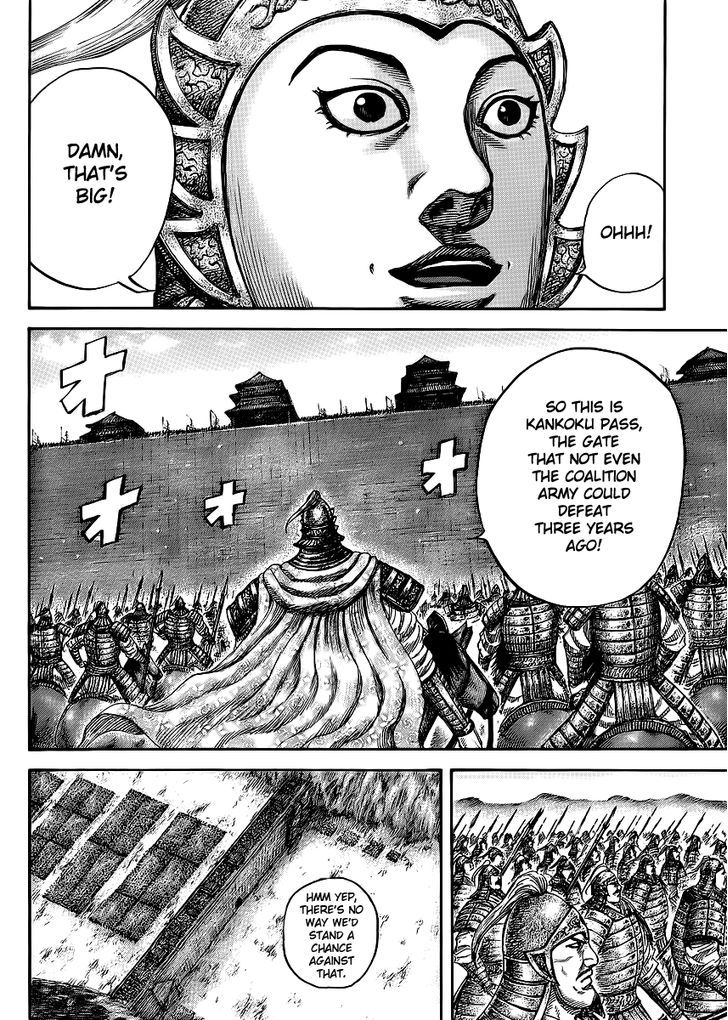 OHHH!
DAMN,
THAT'S
BIG!
SO THIS IS
KANKOKU PASS,
THE GATE
THAT NOT EVEN
THE COALITION
ARMY COULD
DEFEAT
THREE YEARS
AGO!
オ
オ
オ
オ
HMM YEP,
THERE'S NO
WAY WE'D
STAND A
CHANCE
AGAINST
THAT.